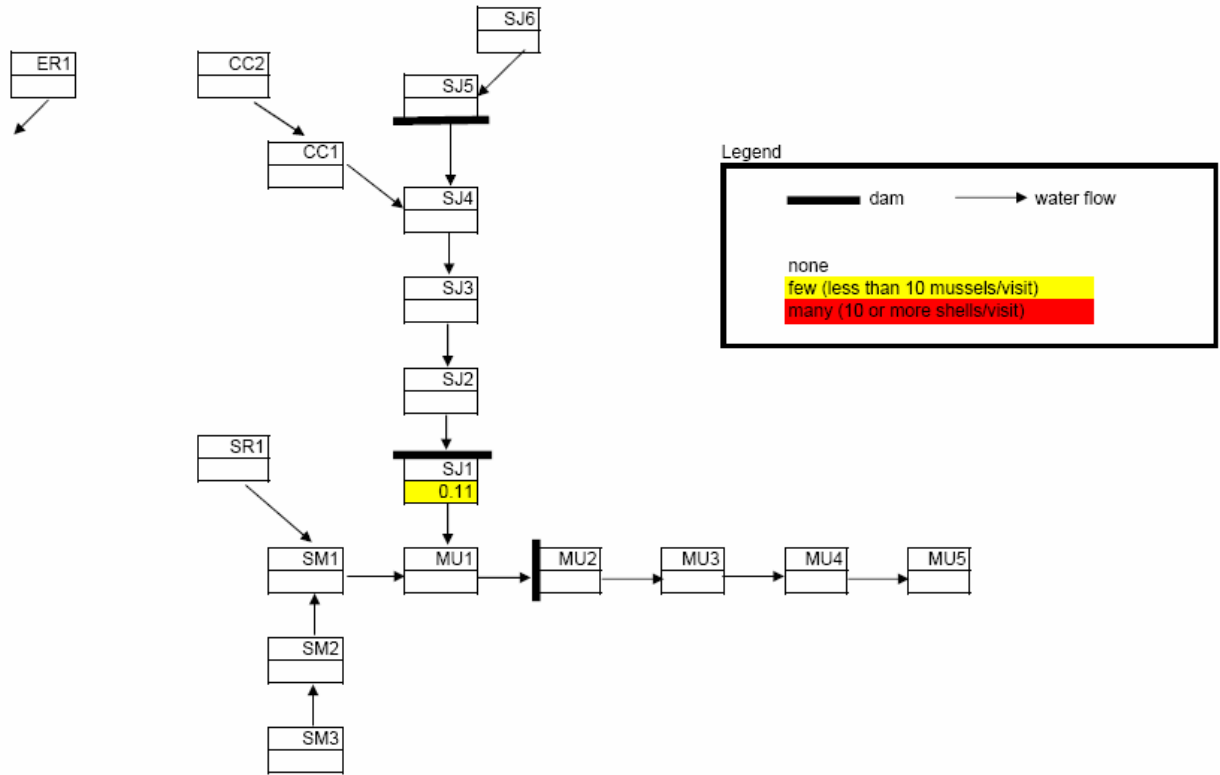 SJ6
ER1
CC2
SJ5
CC1
Legend
SJ4
dam
water flow
none
few (less than 10 mussels/visit)
many (10 or more shells/visit)
SJ3
SJ2
SR1
SJ1
0.11
SM1
MU1
MU2
MU3
MU4
MU5
SM2
SM3